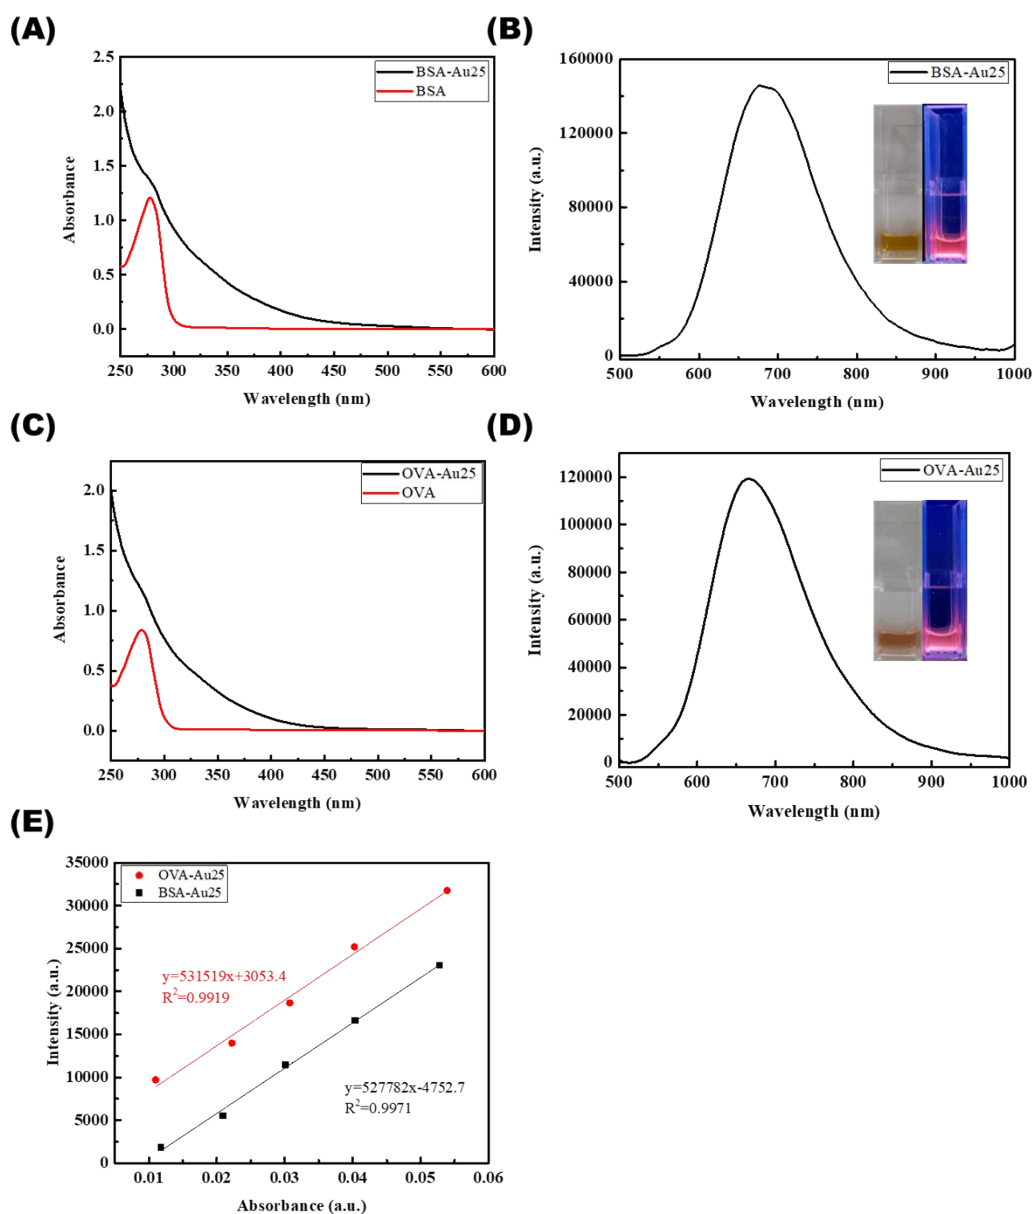 (A)
2.5
2.0
1.5
1.0
0.5
0.0
Absorbance
BSA-Au25
BSA
250 300 350 400 450 500 550 600
Wavelength (nm)
(B)
160000
120000
80000
40000
0
Intensity (a.u.)
BSA-Au25
500 600 700 800 900 1000
Wavelength (nm)
(C)
2.0
1.5
1.0
0.5
0.0
Absorbance
OVA-Au25
OVA
250 300 350 400 450 500 550 600
Wavelength (nm)
(D)
120000
100000
80000
60000
40000
20000
0
Intensity (a.u.)
OVA-Au25
500 600 700 800 900 1000
Wavelength (nm)
(E)
35000
30000
25000
20000
15000
10000
5000
0
Intensity (a.u.)
OVA-Au25
BSA-Au25
y=531519x+3053.4
R²=0.9919
y=527782x-4752.7
R²=0.9971
0.01 0.02 0.03 0.04 0.05 0.06
Absorbance (a.u.)